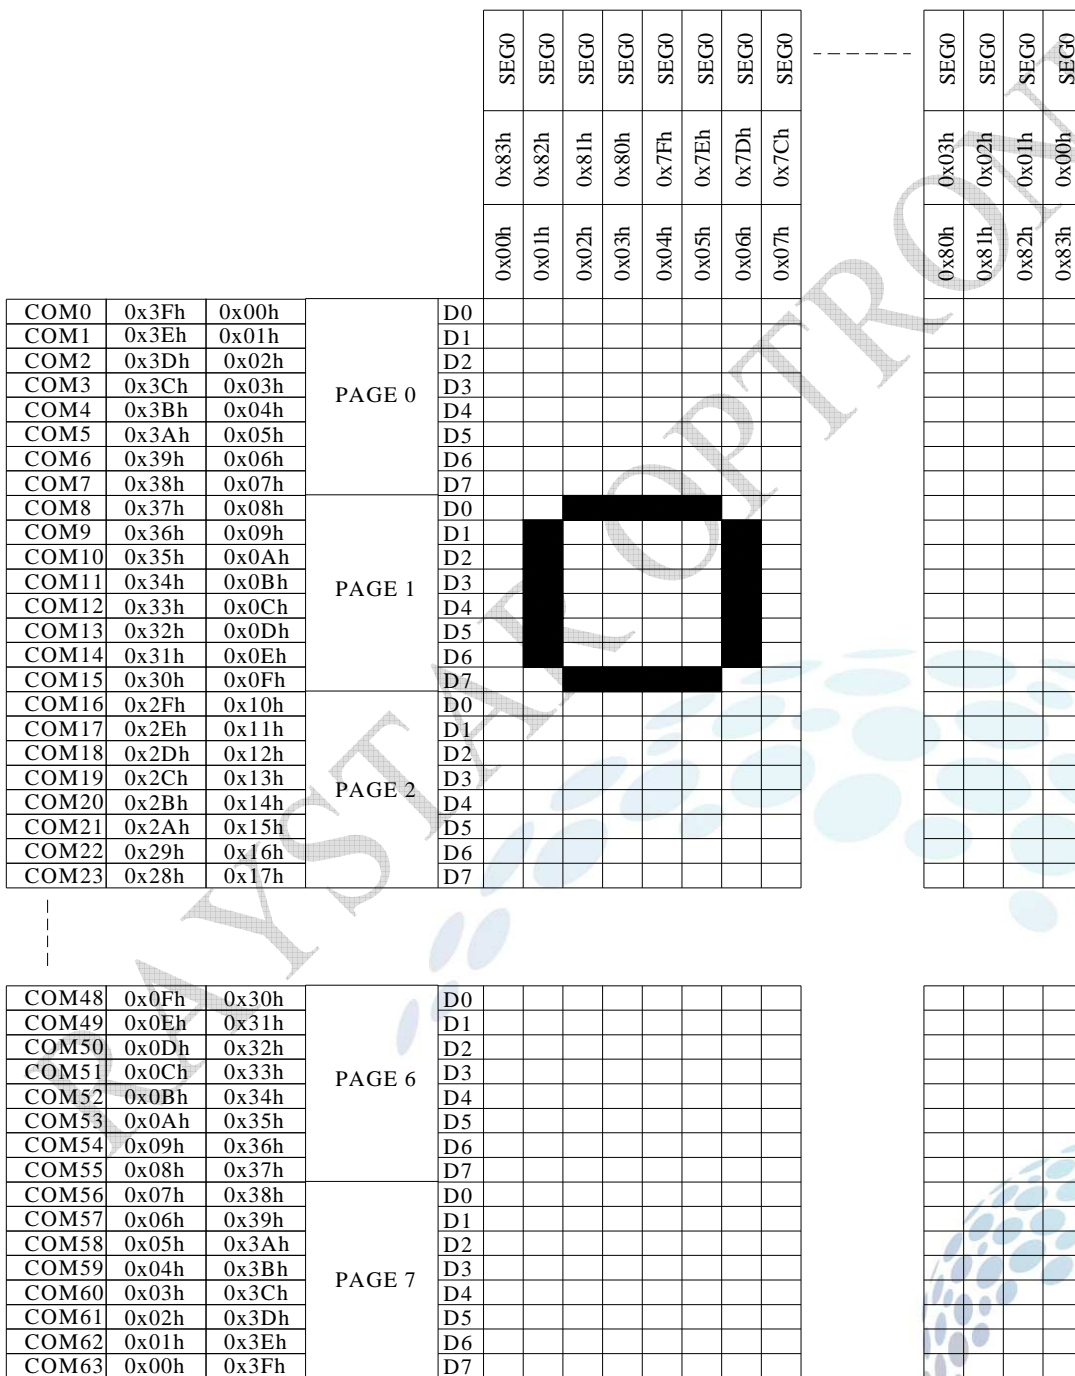 SEG0 SEG0 SEG0 SEG0 SEG0 SEG0 SEG0 SEG0 SEG0 SEG0 SEG0 SEG0
0x83h 0x82h 0x81h 0x80h 0x7Fh 0x7Eh 0x7Dh 0x7Ch 0x03h 0x02h 0x01h 0x00h
0x00h 0x01h 0x02h 0x03h 0x04h 0x05h 0x06h 0x07h 0x80h 0x81h 0x82h 0x83h
COM0 0x3Fh 0x00h D0
COM1 0x3Eh 0x01h D1
COM2 0x3Dh 0x02h D2
COM3 0x3Ch 0x03h PAGE 0 D3
COM4 0x3Bh 0x04h D4
COM5 0x3Ah 0x05h D5
COM6 0x39h 0x06h D6
COM7 0x38h 0x07h D7
COM8 0x37h 0x08h D0
COM9 0x36h 0x09h D1
COM10 0x35h 0x0Ah D2
COM11 0x34h 0x0Bh PAGE 1 D3
COM12 0x33h 0x0Ch D4
COM13 0x32h 0x0Dh D5
COM14 0x31h 0x0Eh D6
COM15 0x30h 0x0Fh D7
COM16 0x2Fh 0x10h D0
COM17 0x2Eh 0x11h D1
COM18 0x2Dh 0x12h D2
COM19 0x2Ch 0x13h PAGE 2 D3
COM20 0x2Bh 0x14h D4
COM21 0x2Ah 0x15h D5
COM22 0x29h 0x16h D6
COM23 0x28h 0x17h D7
COM48 0x0Fh 0x30h D0
COM49 0x0Eh 0x31h D1
COM50 0x0Dh 0x32h D2
COM51 0x0Ch 0x33h PAGE 6 D3
COM52 0x0Bh 0x34h D4
COM53 0x0Ah 0x35h D5
COM54 0x09h 0x36h D6
COM55 0x08h 0x37h D7
COM56 0x07h 0x38h D0
COM57 0x06h 0x39h D1
COM58 0x05h 0x3Ah D2
COM59 0x04h 0x3Bh PAGE 7 D3
COM60 0x03h 0x3Ch D4
COM61 0x02h 0x3Dh D5
COM62 0x01h 0x3Eh D6
COM63 0x00h 0x3Fh D7
RAYSTAR OPTRON